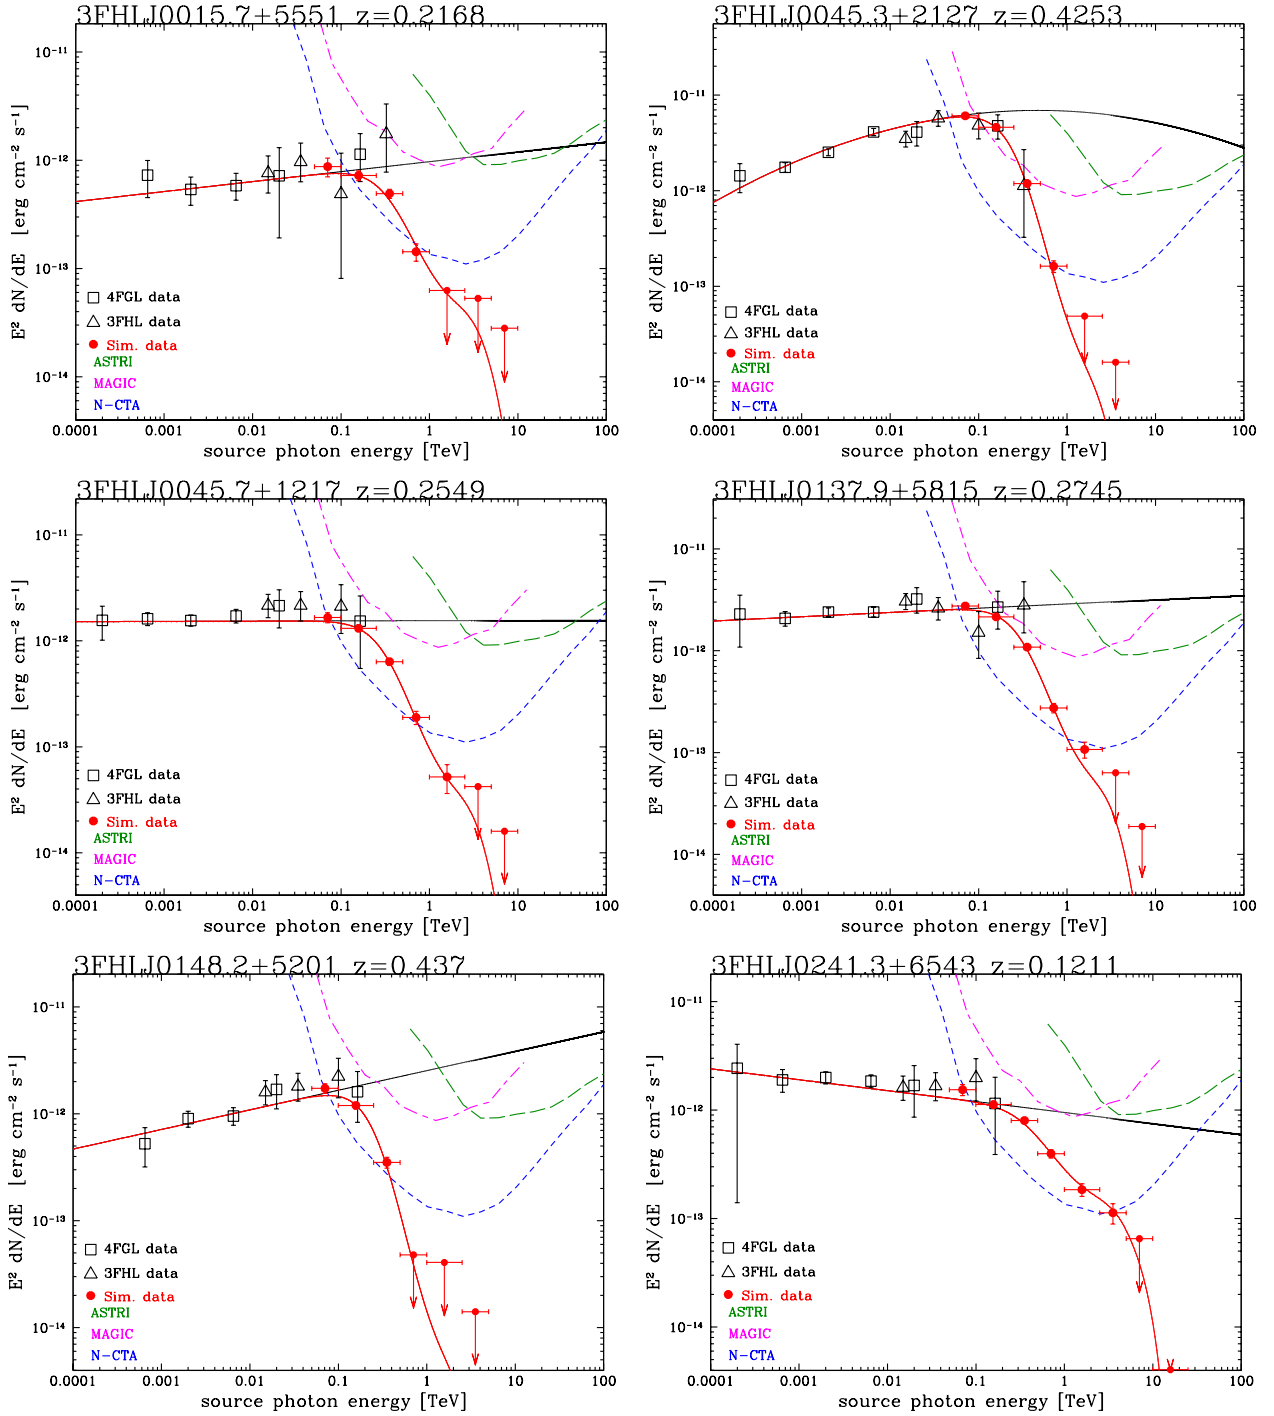 3FHLJ0015.7+5551 z=0.2168
10⁻¹¹
10⁻¹²
10⁻¹³
10⁻¹⁴
E² dN/dE [erg cm⁻² s⁻¹]
4FGL data
3FHL data
Sim. data
ASTRI
MAGIC
N-CTA
0.0001 0.001 0.01 0.1 1 10 100
source photon energy [TeV]
3FHLJ0045.3+2127 z=0.4253
10⁻¹¹
10⁻¹²
10⁻¹³
10⁻¹⁴
E² dN/dE [erg cm⁻² s⁻¹]
4FGL data
3FHL data
Sim. data
ASTRI
MAGIC
N-CTA
0.0001 0.001 0.01 0.1 1 10 100
source photon energy [TeV]
3FHLJ0045.7+1217 z=0.2549
10⁻¹¹
10⁻¹²
10⁻¹³
10⁻¹⁴
E² dN/dE [erg cm⁻² s⁻¹]
4FGL data
3FHL data
Sim. data
ASTRI
MAGIC
N-CTA
0.0001 0.001 0.01 0.1 1 10 100
source photon energy [TeV]
3FHLJ0137.9+5815 z=0.2745
10⁻¹¹
10⁻¹²
10⁻¹³
10⁻¹⁴
E² dN/dE [erg cm⁻² s⁻¹]
4FGL data
3FHL data
Sim. data
ASTRI
MAGIC
N-CTA
0.0001 0.001 0.01 0.1 1 10 100
source photon energy [TeV]
3FHLJ0148.2+5201 z=0.437
10⁻¹¹
10⁻¹²
10⁻¹³
10⁻¹⁴
E² dN/dE [erg cm⁻² s⁻¹]
4FGL data
3FHL data
Sim. data
ASTRI
MAGIC
N-CTA
0.0001 0.001 0.01 0.1 1 10 100
source photon energy [TeV]
3FHLJ0241.3+6543 z=0.1211
10⁻¹¹
10⁻¹²
10⁻¹³
10⁻¹⁴
E² dN/dE [erg cm⁻² s⁻¹]
4FGL data
3FHL data
Sim. data
ASTRI
MAGIC
N-CTA
0.0001 0.001 0.01 0.1 1 10 100
source photon energy [TeV]